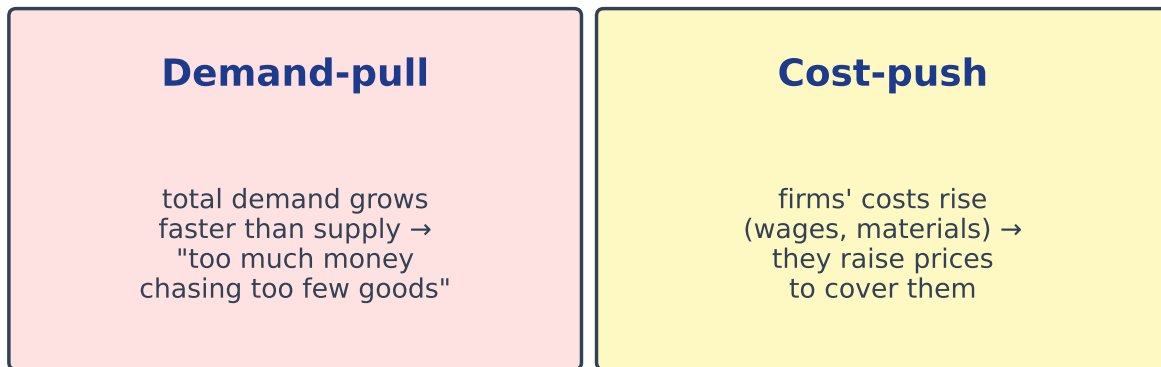 Demand-pull
total demand grows
faster than supply →
"too much money
chasing too few goods"
Cost-push
firms' costs rise
(wages, materials) →
they raise prices
to cover them